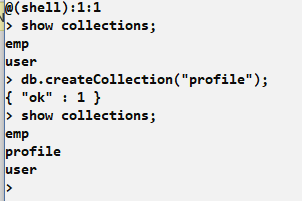 @(shell):1:1
> show collections;
emp
user
> db.createCollection("profile");
{ "ok" : 1 }
> show collections;
emp
profile
user
>